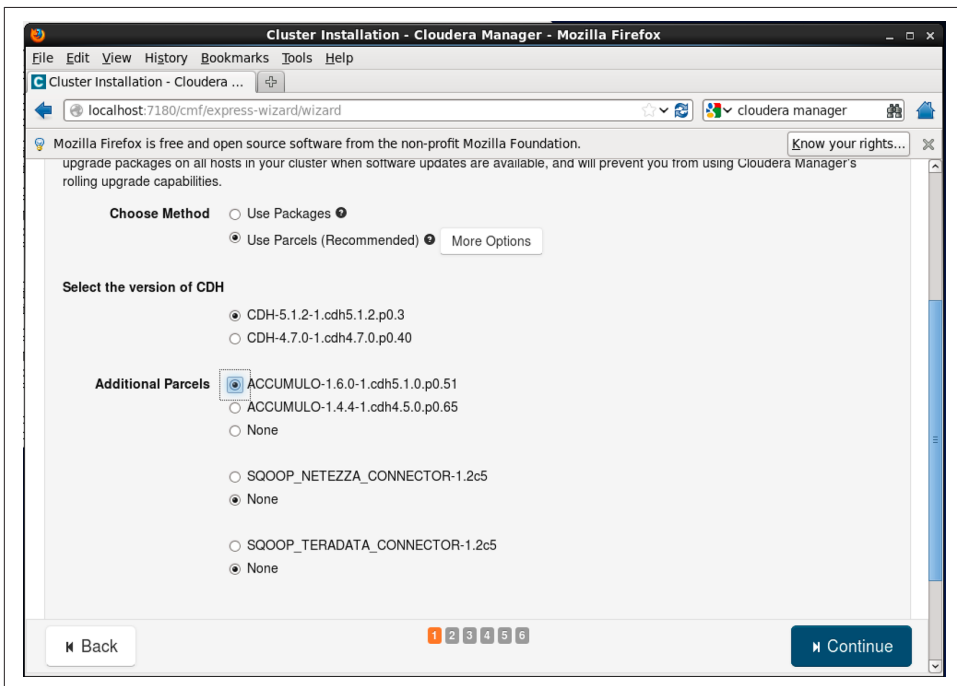 Cluster Installation - Cloudera Manager - Mozilla Firefox
File Edit View History Bookmarks Tools Help
Cluster Installation - Cloudera ...
localhost:7180/cmf/express-wizard/wizard
cloudera manager
Mozilla Firefox is free and open source software from the non-profit Mozilla Foundation.
Know your rights...
upgrade packages on all hosts in your cluster when software updates are available, and will prevent you from using Cloudera Manager's
rolling upgrade capabilities.
Choose Method
Use Packages
Use Parcels (Recommended)
More Options
Select the version of CDH
CDH-5.1.2-1.cdh5.1.2.p0.3
CDH-4.7.0-1.cdh4.7.0.p0.40
Additional Parcels
ACCUMULO-1.6.0-1.cdh5.1.0.p0.51
ACCUMULO-1.4.4-1.cdh4.5.0.p0.65
None
SQOOP_NETEZZA_CONNECTOR-1.2c5
None
SQOOP_TERADATA_CONNECTOR-1.2c5
None
Back
1 2 3 4 5 6
Continue